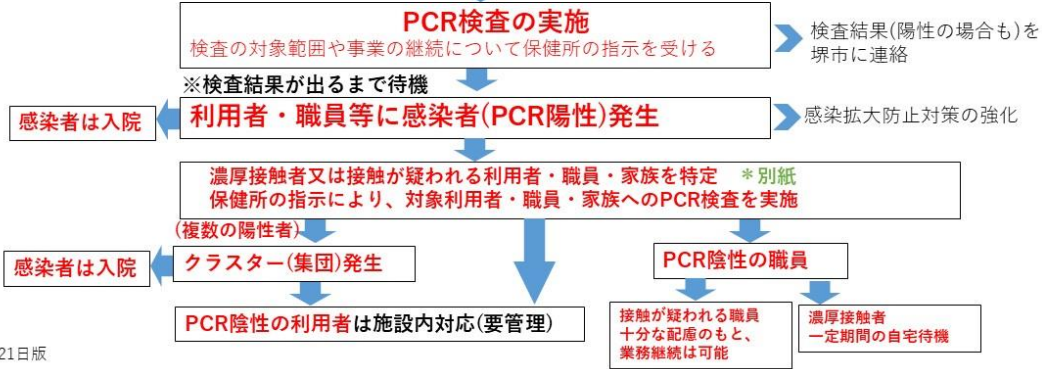 PCR検査の実施
検査の対象範囲や事業の継続について保健所の指示を受ける
検査結果(陽性の場合も)を
堺市に連絡
※検査結果が出るまで待機
感染者は入院
利用者・職員等に感染者(PCR陽性)発生
感染拡大防止対策の強化
濃厚接触者又は接触が疑われる利用者・職員・家族を特定　＊別紙
保健所の指示により、対象利用者・職員・家族へのPCR検査を実施
(複数の陽性者)
感染者は入院
クラスター(集団)発生
PCR陰性の職員
PCR陰性の利用者は施設内対応(要管理)
接触が疑われる職員
十分な配慮のもと、
業務継続は可能
濃厚接触者
一定期間の自宅待機
21日版